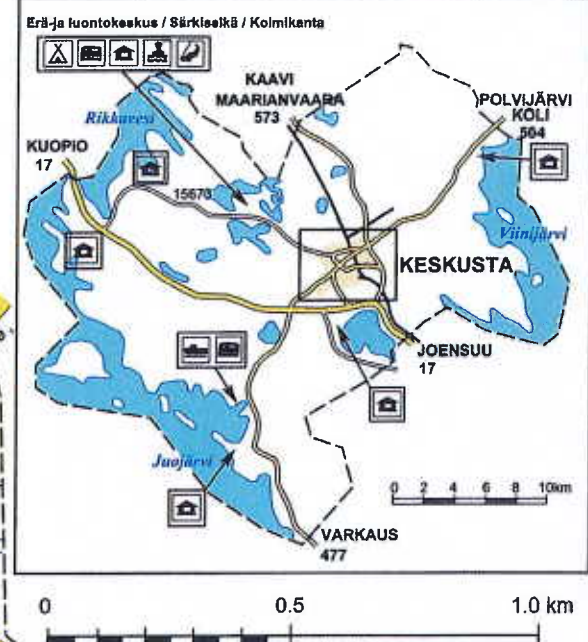 Erä-ja luontokeskus / Särkiselkä / Kolmikanta
KAAVI
MAARIANVAARA
573
POLVIJÄRVI
KOLI
504
Rikkavesi
KUOPIO
17
15670
Viinijärvi
KESKUSTA
JOENSUU
17
Juojärvi
0 2 4 6 8 10km
VARKAUS
477
0 0.5 1.0 km